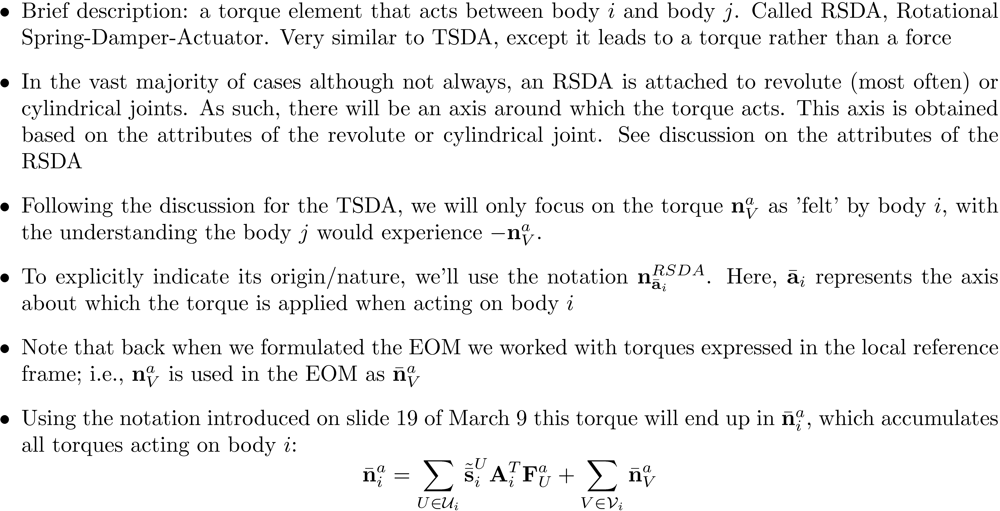 • Brief description: a torque element that acts between body i and body j. Called RSDA, Rotational
Spring-Damper-Actuator. Very similar to TSDA, except it leads to a torque rather than a force
• In the vast majority of cases although not always, an RSDA is attached to revolute (most often) or
cylindrical joints. As such, there will be an axis around which the torque acts. This axis is obtained
based on the attributes of the revolute or cylindrical joint. See discussion on the attributes of the
RSDA
• Following the discussion for the TSDA, we will only focus on the torque $\mathbf{n}_V^a$ as 'felt' by body i, with
the understanding the body j would experience $-\mathbf{n}_V^a$.
• To explicitly indicate its origin/nature, we'll use the notation $\mathbf{n}_{\bar{\mathbf{a}}_i}^{RSDA}$. Here, $\bar{\mathbf{a}}_i$ represents the axis
about which the torque is applied when acting on body i
• Note that back when we formulated the EOM we worked with torques expressed in the local reference
frame; i.e., $\mathbf{n}_V^a$ is used in the EOM as $\bar{\mathbf{n}}_V^a$
• Using the notation introduced on slide 19 of March 9 this torque will end up in $\bar{\mathbf{n}}_i^a$, which accumulates
all torques acting on body i:
$\bar{\mathbf{n}}_i^a = \sum_{U \in \mathcal{U}_i} \tilde{\bar{\mathbf{s}}}_i^U \mathbf{A}_i^T \mathbf{F}_U^a + \sum_{V \in \mathcal{V}_i} \bar{\mathbf{n}}_V^a$